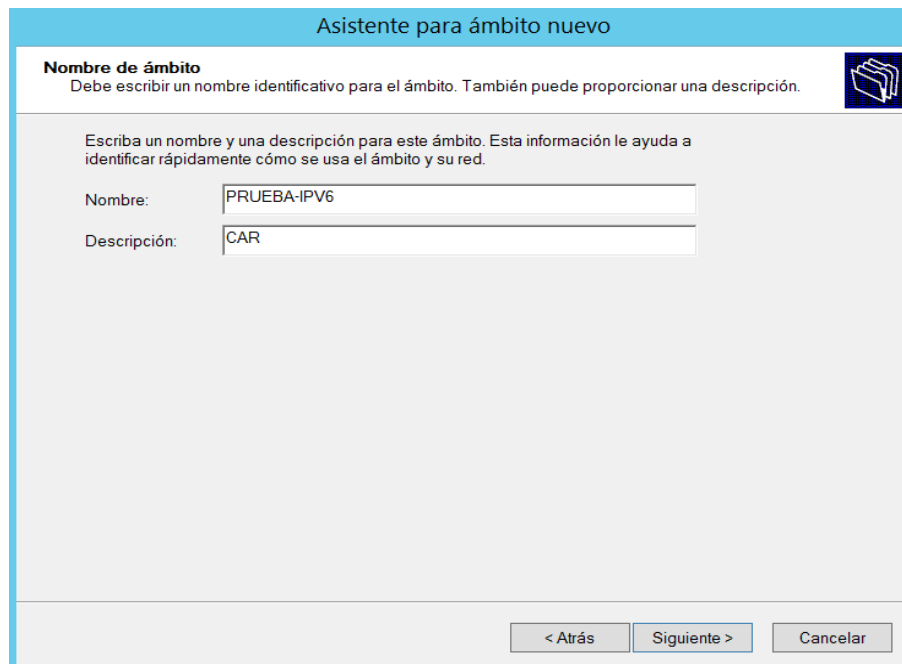 Asistente para ámbito nuevo
Nombre de ámbito
Debe escribir un nombre identificativo para el ámbito. También puede proporcionar una descripción.
Escriba un nombre y una descripción para este ámbito. Esta información le ayuda a
identificar rápidamente cómo se usa el ámbito y su red.
Nombre: PRUEBA-IPV6
Descripción: CAR
< Atrás Siguiente > Cancelar